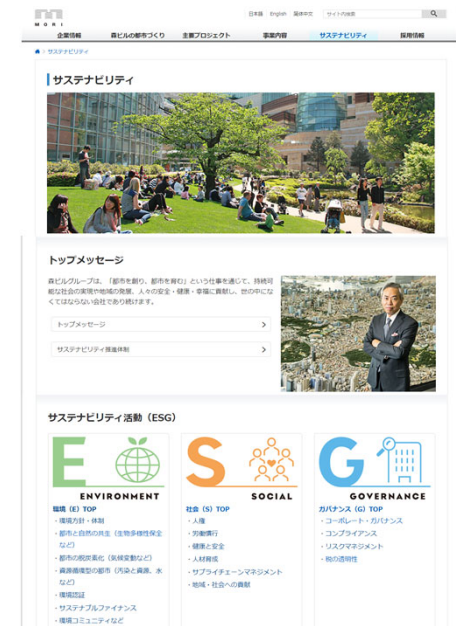 日本語 English 簡体中文 サイト内検索
MORI
企業情報 森ビルの都市づくり 主要プロジェクト 事業内容 サステナビリティ 採用情報
サステナビリティ
サステナビリティ
トップメッセージ
森ビルグループは、「都市を創り、都市を育む」という仕事を通じて、持続可
能な社会の実現や地域の発展、人々の安全・健康・幸福に貢献し、世の中にな
くてはならない会社であり続けます。
トップメッセージ
サステナビリティ推進体制
サステナビリティ活動（ESG）
E S G
ENVIRONMENT SOCIAL GOVERNANCE
環境（E）TOP
・環境方針・体制
・都市と自然の共生（生物多様性保全
など）
・都市の脱炭素化（気候変動など）
・資源循環型の都市（汚染と資源、水
など）
・環境認証
・サステナブルファイナンス
・環境コミュニティなど
社会（S）TOP
・人権
・労働慣行
・健康と安全
・人材育成
・サプライチェーンマネジメント
・地域・社会への貢献
ガバナンス（G）TOP
・コーポレート・ガバナンス
・コンプライアンス
・リスクマネジメント
・税の透明性